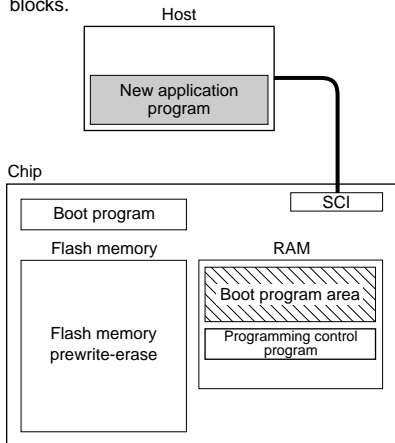 blocks.
Host
New application
program
Chip
SCI
Boot program
Flash memory
RAM
Boot program area
Flash memory
prewrite-erase
Programming control
program